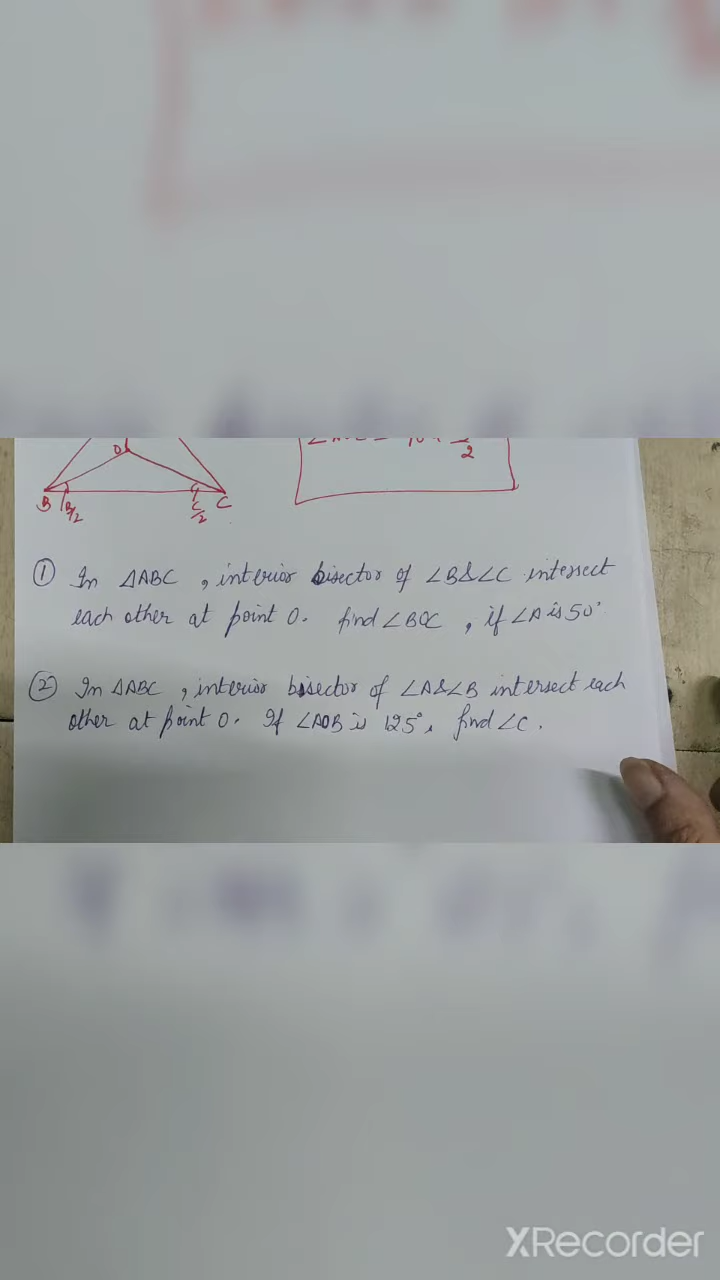 O
B B/2 C/2 C
2
① In △ABC, interior bisector of ∠B&∠C intersect
each other at point O. find ∠BOC, if ∠A is 50°
② In △ABC, interior bisector of ∠A&∠B intersect each
other at point O. If ∠AOB is 125°, find ∠C.
XRecorder